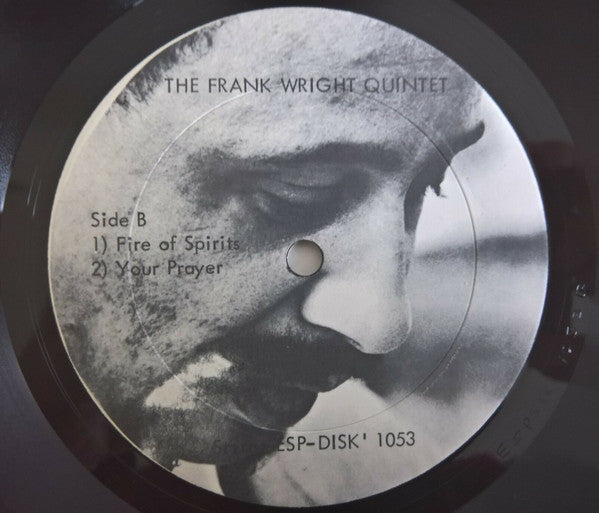 THE FRANK WRIGHT QUINTET
Side B
1) Fire of Spirits
2) Your Prayer
ESP-DISK' 1053